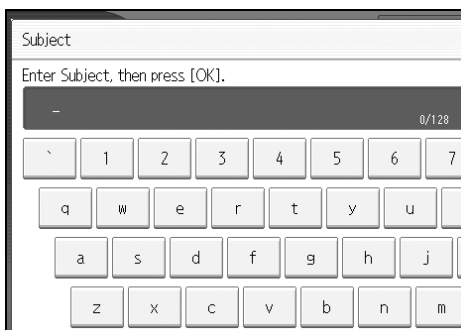 Subject
Enter Subject, then press [OK].
_
0/128
` 1 2 3 4 5 6 7
q w e r t y u
a s d f g h j
z x c v b n m